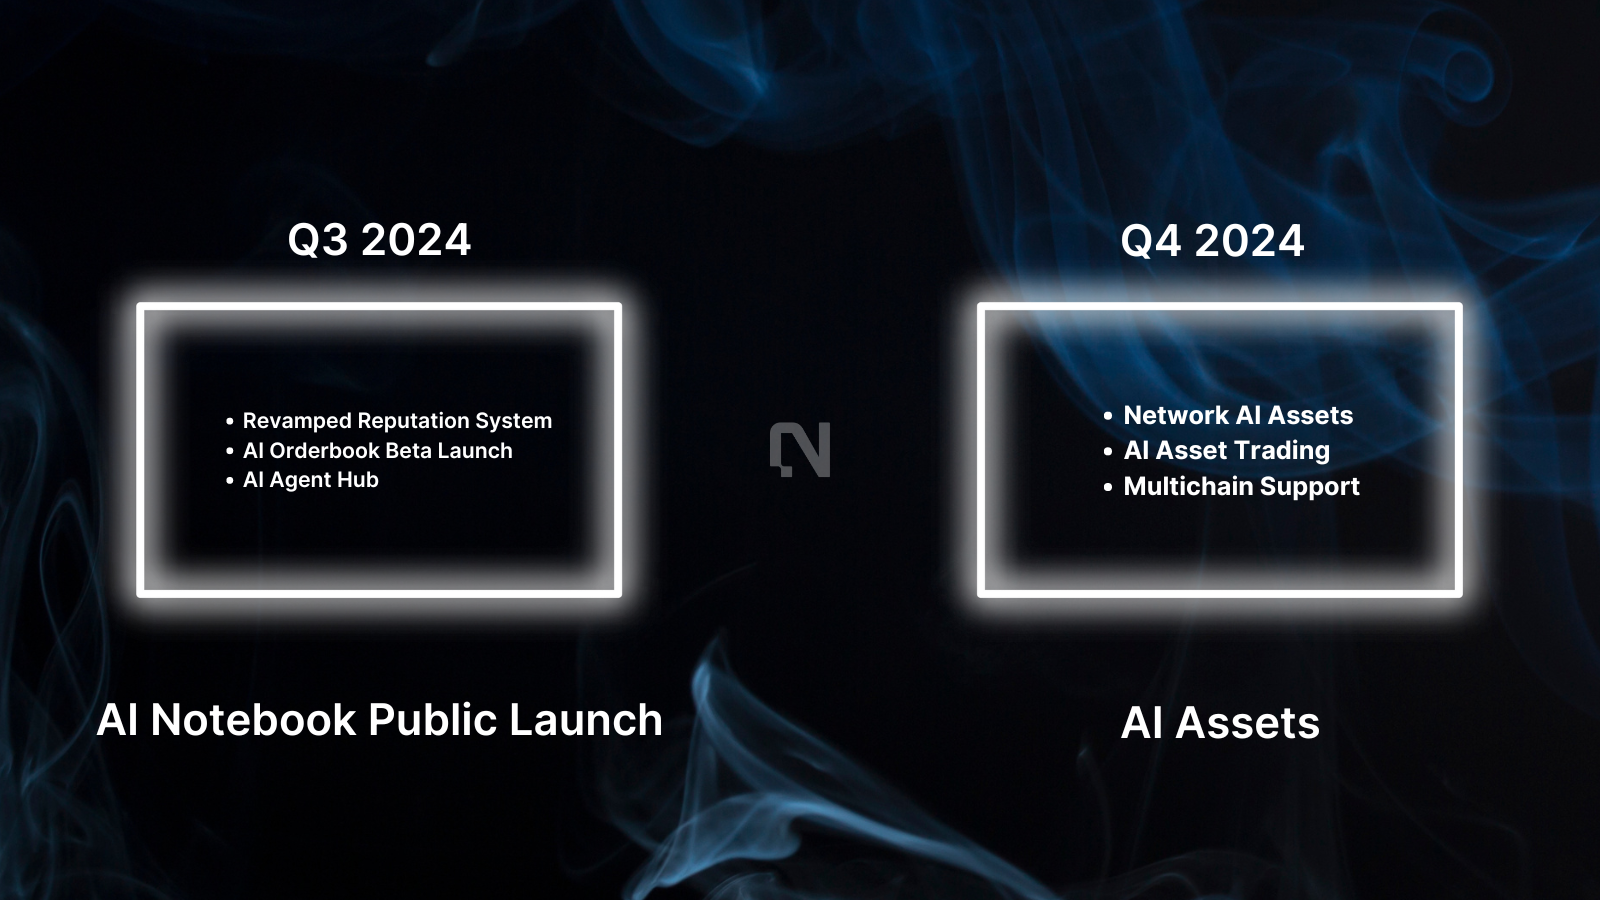 Q3 2024
• Revamped Reputation System
• AI Orderbook Beta Launch
• AI Agent Hub
AI Notebook Public Launch
Q4 2024
• Network AI Assets
• AI Asset Trading
• Multichain Support
AI Assets